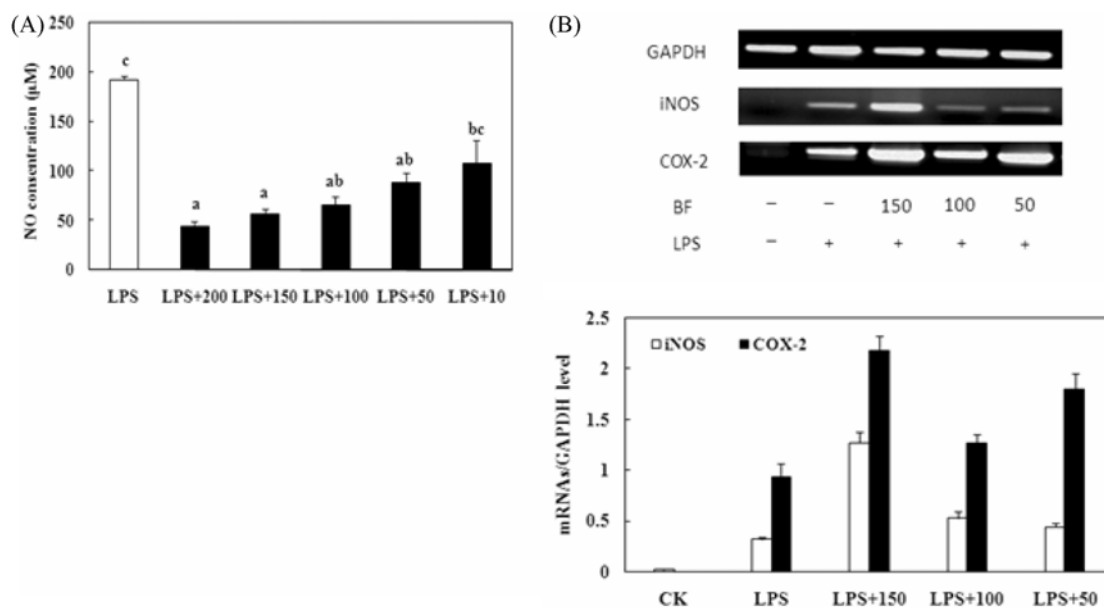 (A)
250
200
150
100
50
0
NO consentration (μM)
c
a
a
ab
ab
bc
LPS LPS+200 LPS+150 LPS+100 LPS+50 LPS+10
(B)
GAPDH
iNOS
COX-2
BF – – 150 100 50
LPS – + + + +
2.5
2
1.5
1
0.5
0
mRNAs/GAPDH level
iNOS COX-2
CK LPS LPS+150 LPS+100 LPS+50